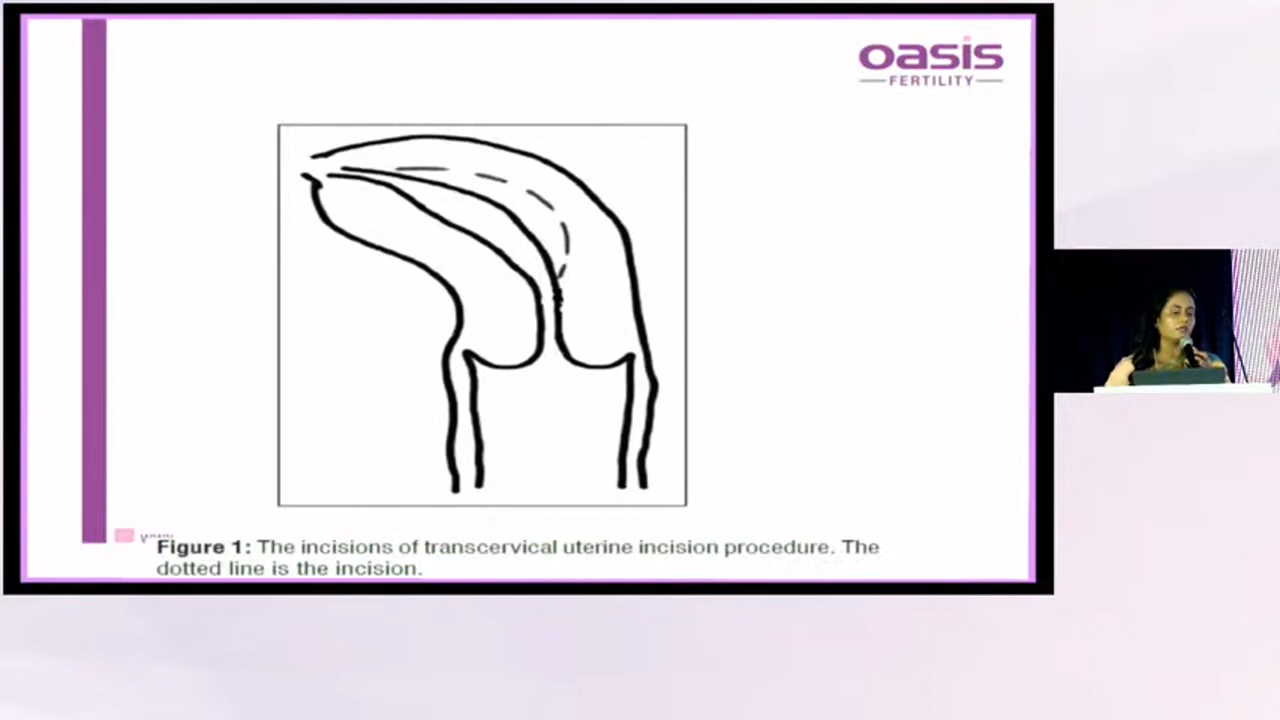 oasis
FERTILITY
Figure 1: The incisions of transcervical uterine incision procedure. The
dotted line is the incision.